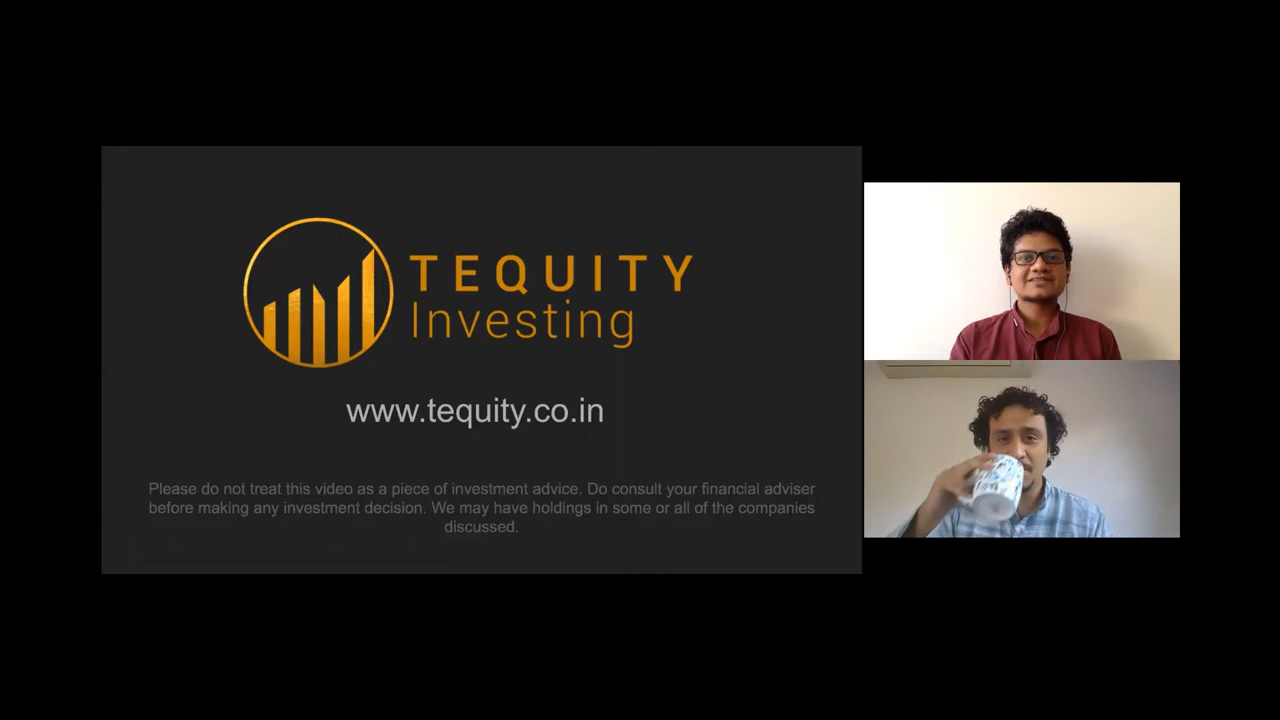 TEQUITY
Investing
www.tequity.co.in
Please do not treat this video as a piece of investment advice. Do consult your financial adviser
before making any investment decision. We may have holdings in some or all of the companies
discussed.